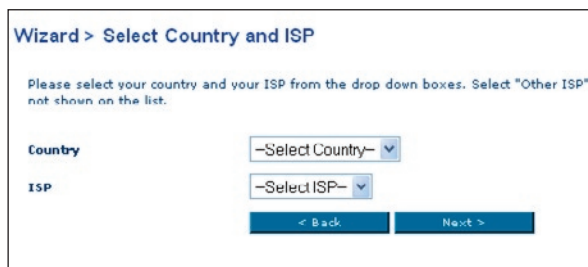 Wizard > Select Country and ISP
Please select your country and your ISP from the drop down boxes. Select "Other ISP"
not shown on the list.
Country –Select Country–
ISP –Select ISP–
< Back Next >